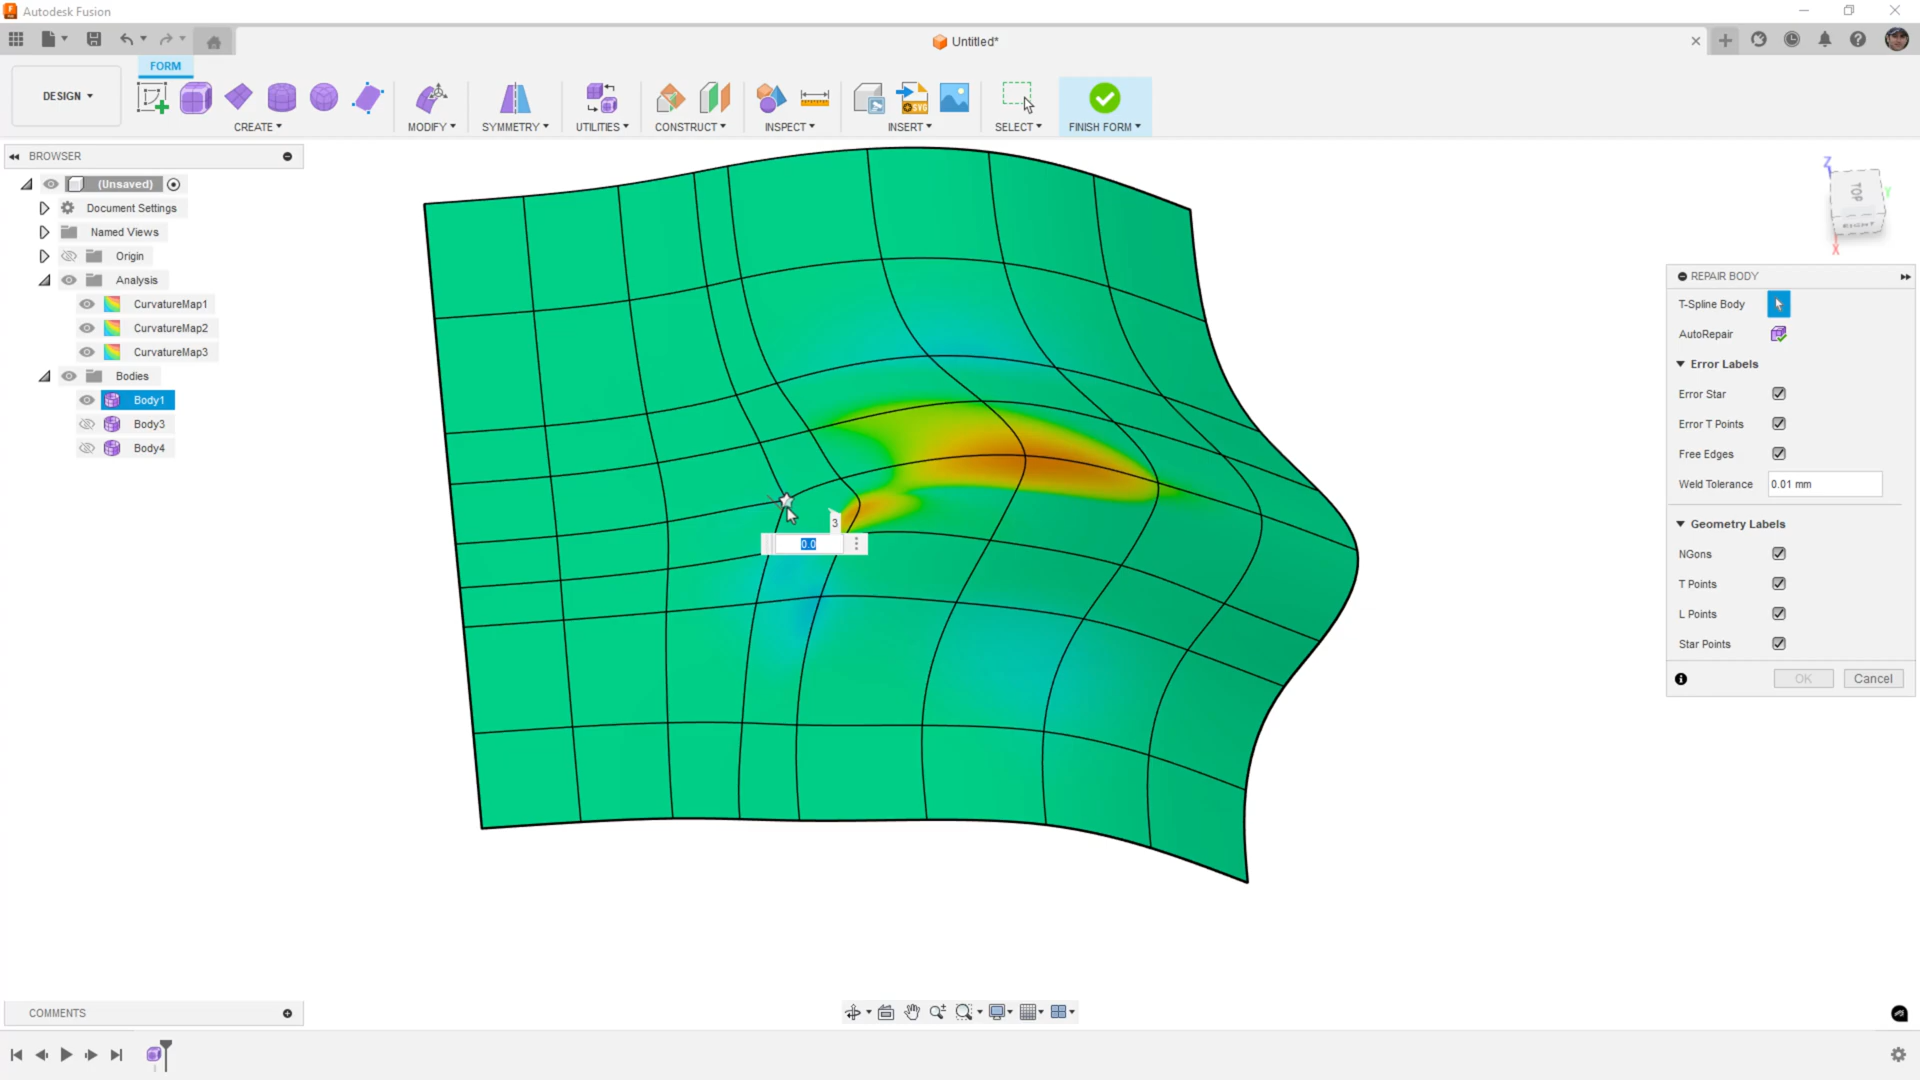 Autodesk Fusion
Untitled*
FORM
DESIGN
CREATE
MODIFY
SYMMETRY
UTILITIES
CONSTRUCT
INSPECT
SVG
INSERT
SELECT
FINISH FORM
BROWSER
(Unsaved)
Document Settings
Named Views
Origin
Analysis
CurvatureMap1
CurvatureMap2
CurvatureMap3
Bodies
Body1
Body3
Body4
3
0.0
Z
Y
X
TOP
RIGHT
REPAIR BODY
T-Spline Body
AutoRepair
Error Labels
Error Star
Error T Points
Free Edges
Weld Tolerance 0.01 mm
Geometry Labels
NGons
T Points
L Points
Star Points
OK Cancel
COMMENTS